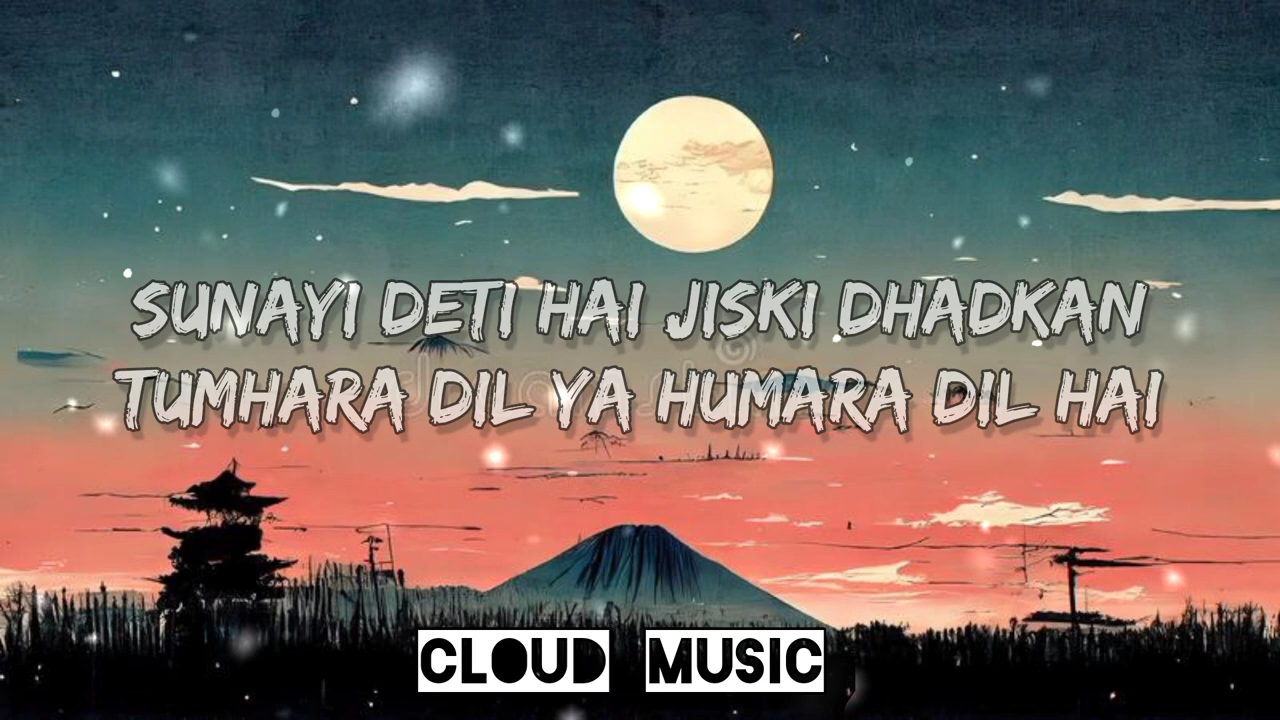 SUNAYI DETI HAI JISKI DHADKAN
TUMHARA DIL YA HUMARA DIL HAI
CLOUD MUSIC